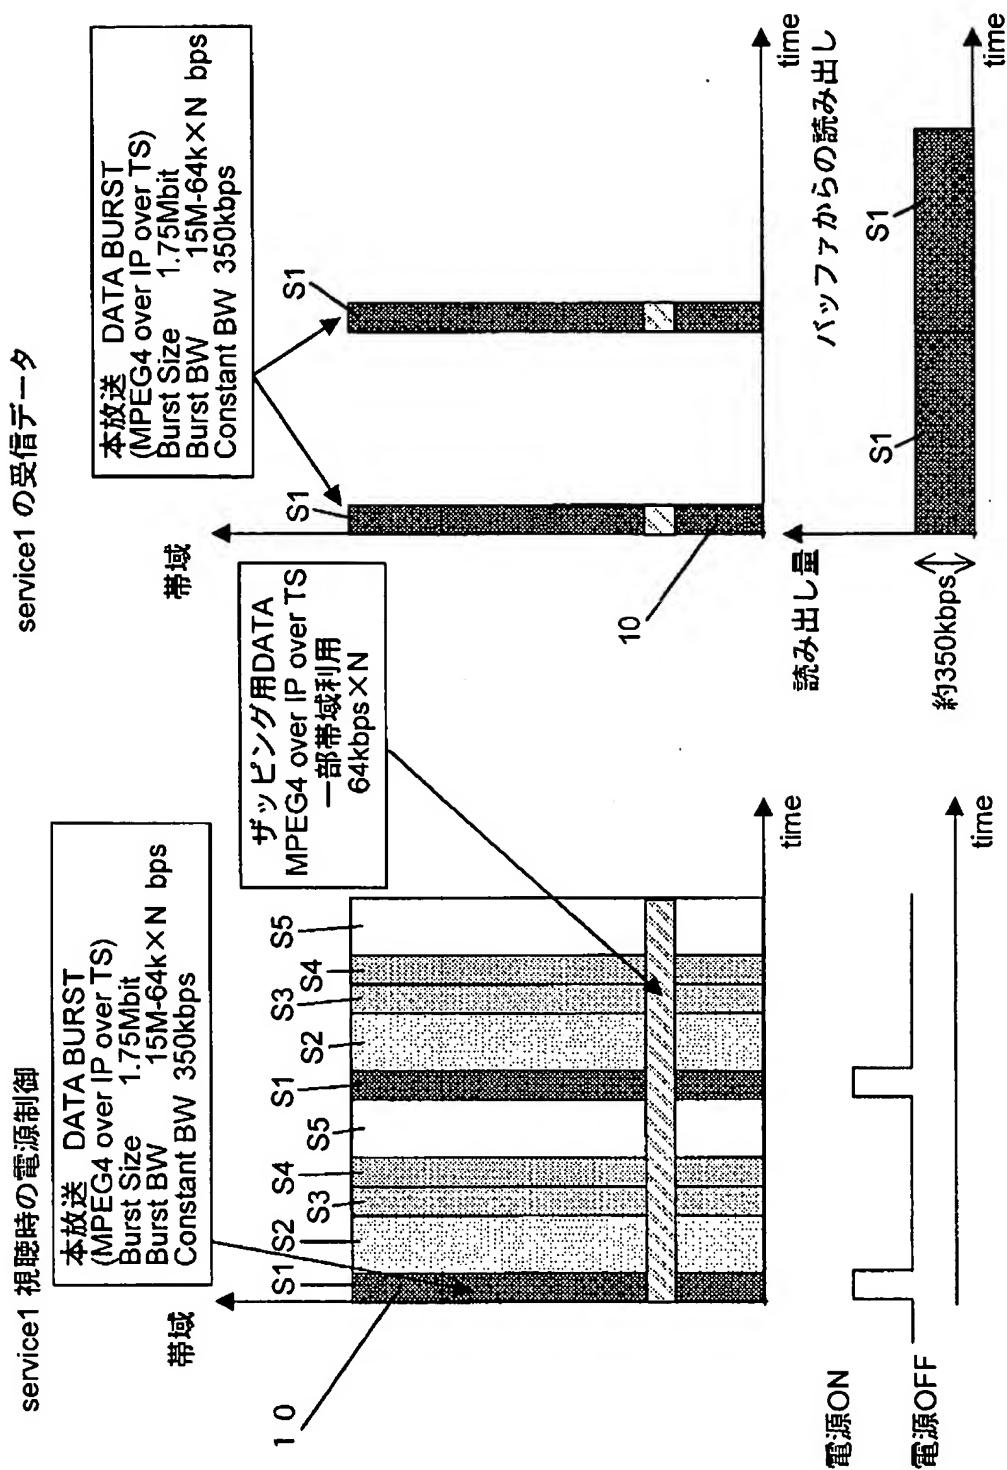 service1 視聴時の電源制御
本放送 DATA BURST
(MPEG4 over IP over TS)
Burst Size 1.75Mbit
Burst BW 15M-64k×N bps
Constant BW 350kbps
帯域
10
S1
S2
S3
S4
S5
S1
S2
S3
S4
S5
time
ザッピング用DATA
MPEG4 over IP over TS
一部帯域利用
64kbps×N
電源ON
電源OFF
time
service1 の受信データ
本放送 DATA BURST
(MPEG4 over IP over TS)
Burst Size 1.75Mbit
Burst BW 15M-64k×N bps
Constant BW 350kbps
帯域
S1
S1
10
time
バッファからの読み出し
読み出し量
約350kbps
S1
S1
time